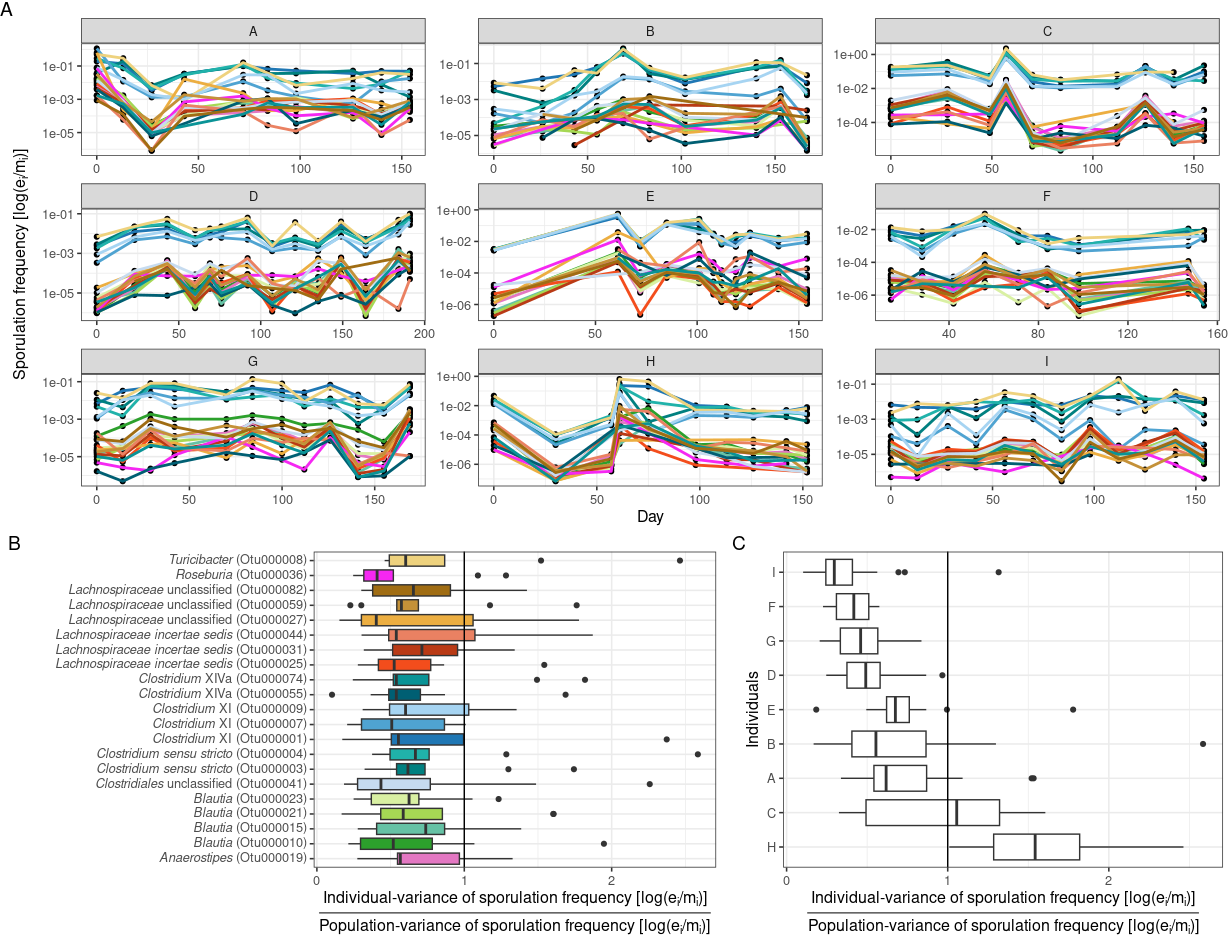 A
A B C
1e-01
1e-03
1e-05
0 50 100 150
1e-01
1e-03
1e-05
0 50 100 150
1e+00
1e-02
1e-04
0 50 100 150
Sporulation frequency [log(ei/mi)]
D E F
1e-01
1e-03
1e-05
0 50 100 150 200
1e+00
1e-02
1e-04
1e-06
0 50 100 150
1e-02
1e-04
1e-06
40 80 120 160
G H I
1e-01
1e-03
1e-05
0 50 100 150
1e+00
1e-02
1e-04
1e-06
0 50 100 150
1e-01
1e-03
1e-05
0 50 100 150
Day
B
Turicibacter (Otu000008)
Roseburia (Otu000036)
Lachnospiraceae unclassified (Otu000082)
Lachnospiraceae unclassified (Otu000059)
Lachnospiraceae unclassified (Otu000027)
Lachnospiraceae incertae sedis (Otu000044)
Lachnospiraceae incertae sedis (Otu000031)
Lachnospiraceae incertae sedis (Otu000025)
Clostridium XIVa (Otu000074)
Clostridium XIVa (Otu000055)
Clostridium XI (Otu000009)
Clostridium XI (Otu000007)
Clostridium XI (Otu000001)
Clostridium sensu stricto (Otu000004)
Clostridium sensu stricto (Otu000003)
Clostridiales unclassified (Otu000041)
Blautia (Otu000023)
Blautia (Otu000021)
Blautia (Otu000015)
Blautia (Otu000010)
Anaerostipes (Otu000019)
0 1 2
Individual-variance of sporulation frequency [log(ei/mi)]
Population-variance of sporulation frequency [log(ei/mi)]
C
Individuals
I
F
G
D
E
B
A
C
H
0 1 2
Individual-variance of sporulation frequency [log(ei/mi)]
Population-variance of sporulation frequency [log(ei/mi)]